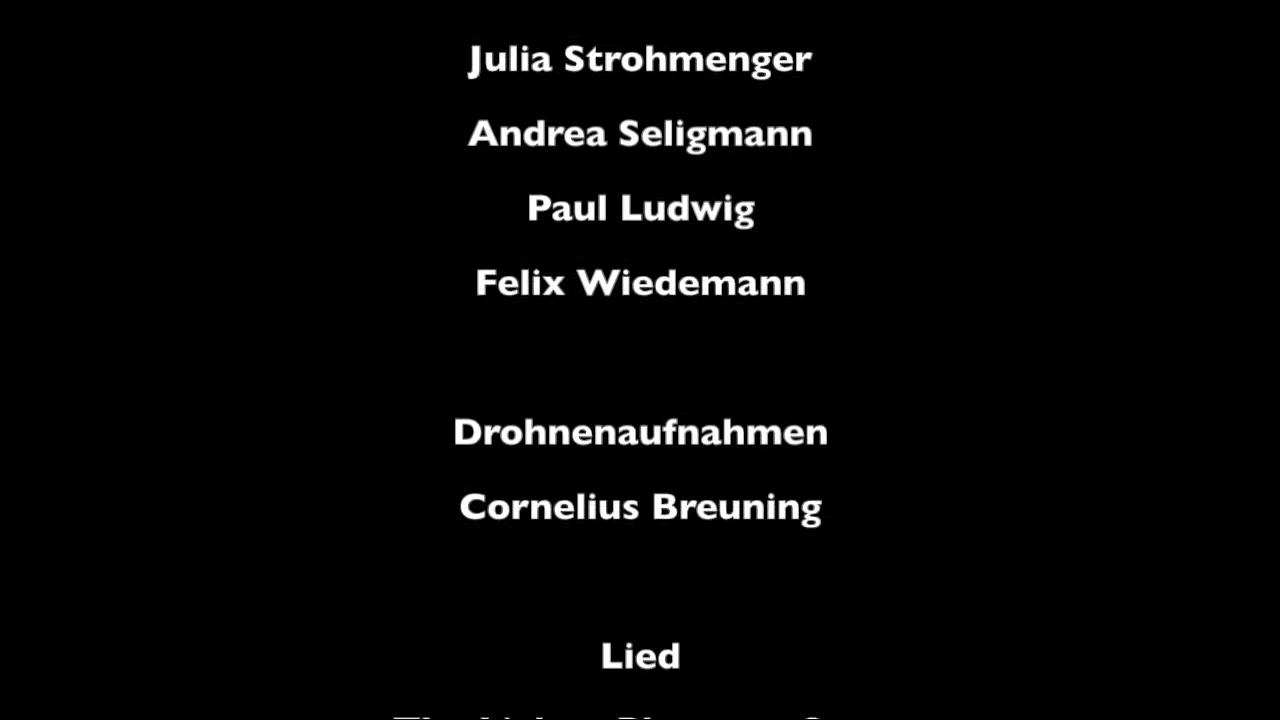 Julia Strohmenger
Andrea Seligmann
Paul Ludwig
Felix Wiedemann
Drohnenaufnahmen
Cornelius Breuning
Lied